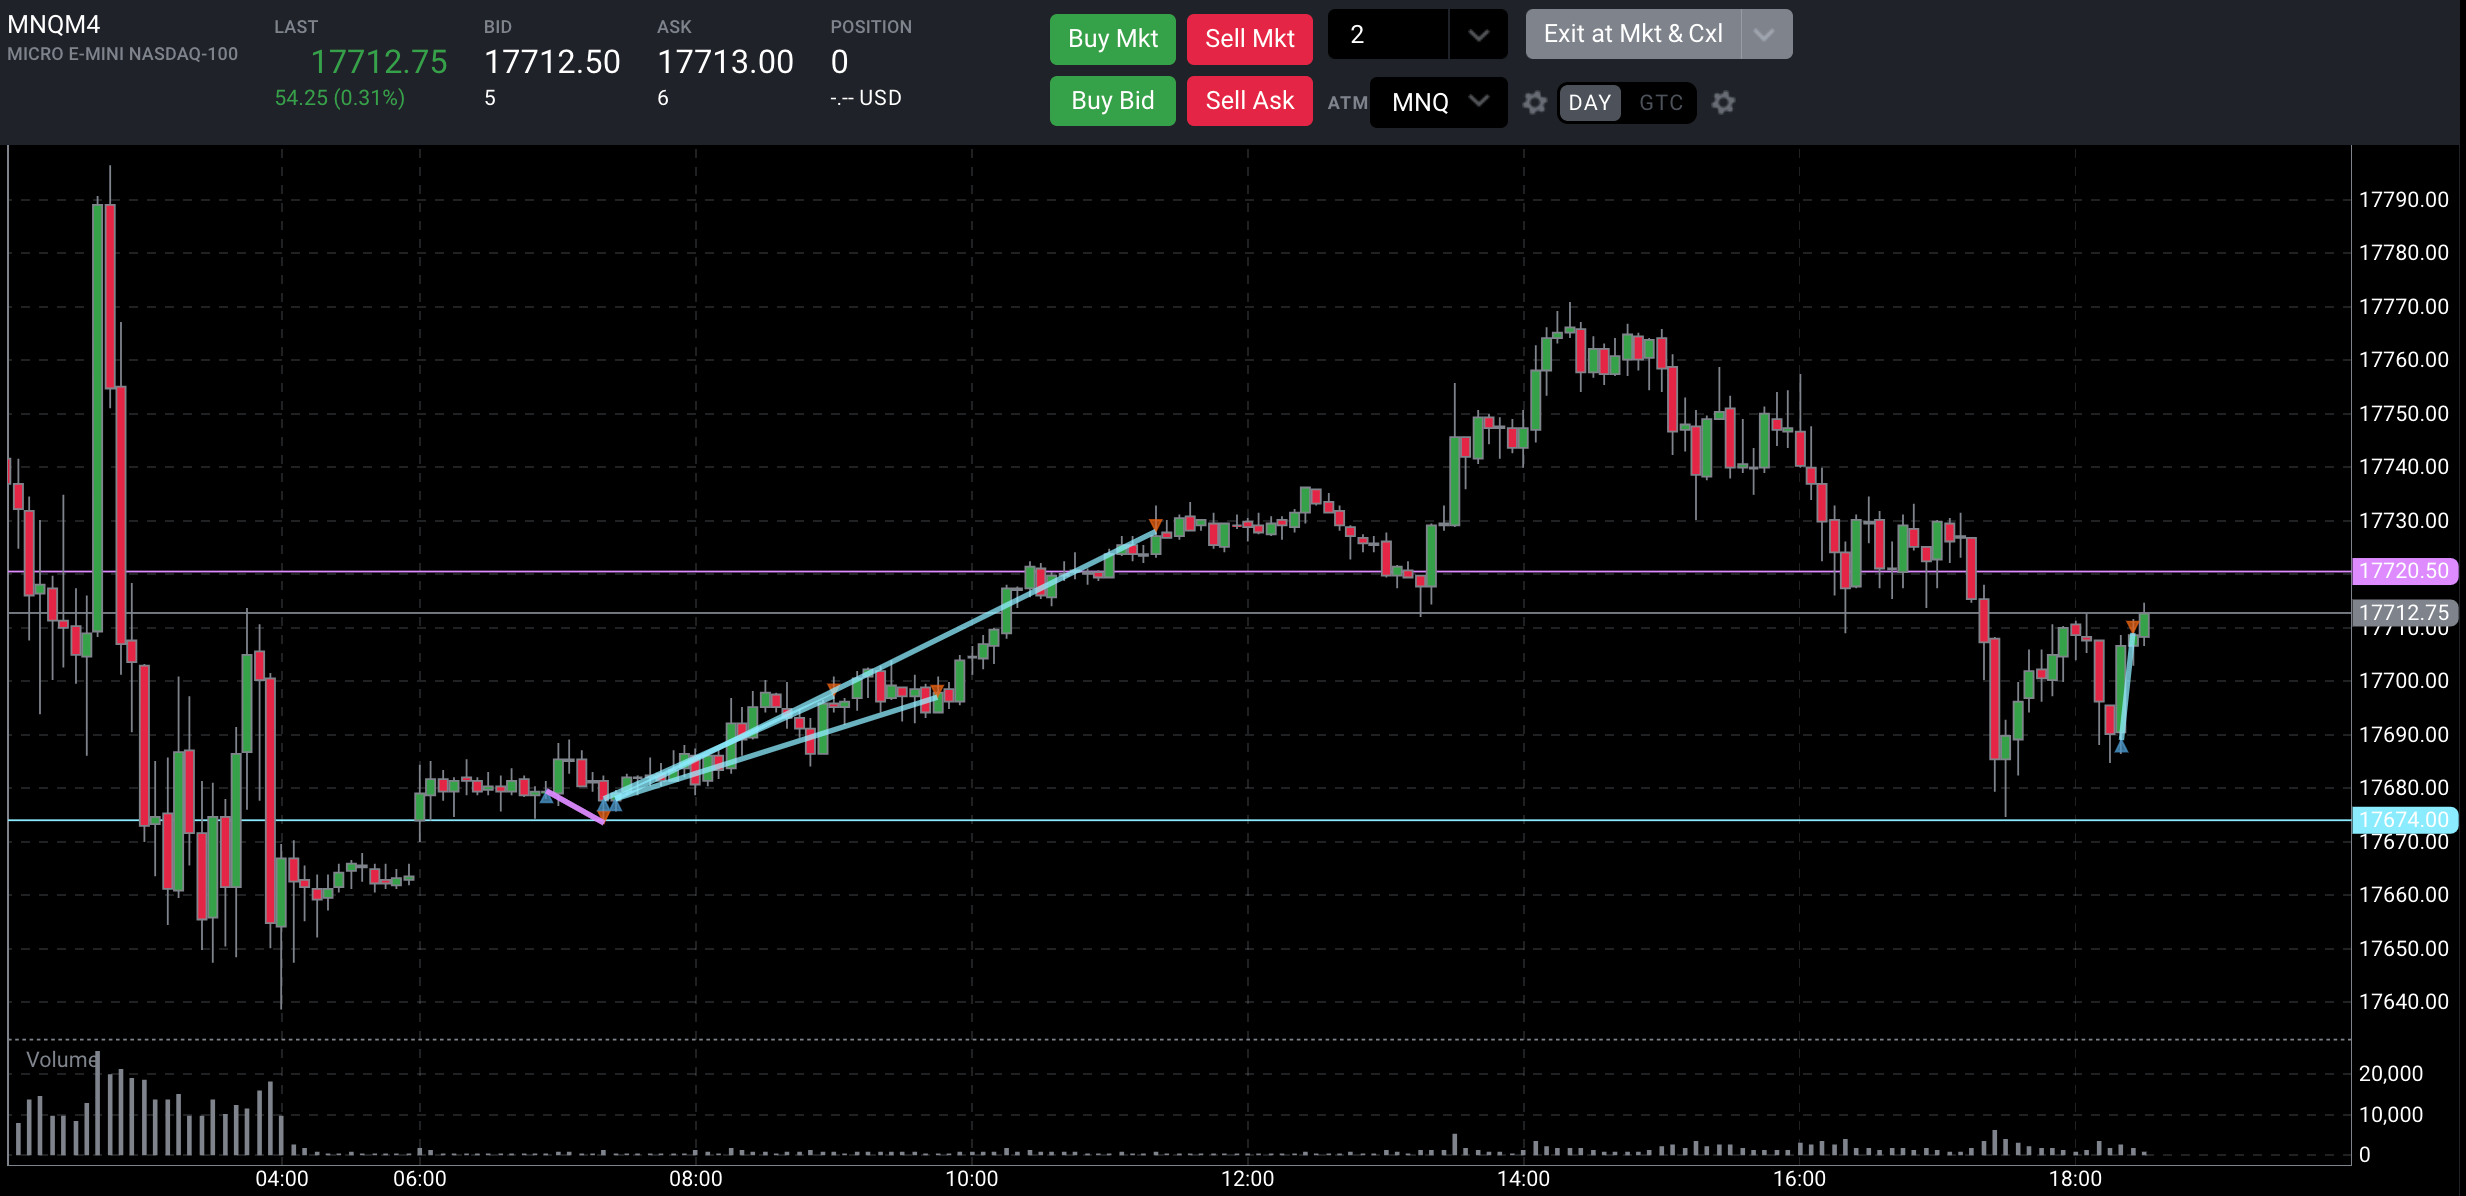 MNQM4
MICRO E-MINI NASDAQ-100
LAST
17712.75
54.25 (0.31%)
BID
17712.50
5
ASK
17713.00
6
POSITION
0
-.-- USD
Buy Mkt
Sell Mkt
2
Exit at Mkt & Cxl
Buy Bid
Sell Ask
ATM
MNQ
DAY
GTC
17790.00
17780.00
17770.00
17760.00
17750.00
17740.00
17730.00
17720.50
17712.75
17710.00
17700.00
17690.00
17680.00
17674.00
17670.00
17660.00
17650.00
17640.00
Volume
20,000
10,000
0
04:00
06:00
08:00
10:00
12:00
14:00
16:00
18:00